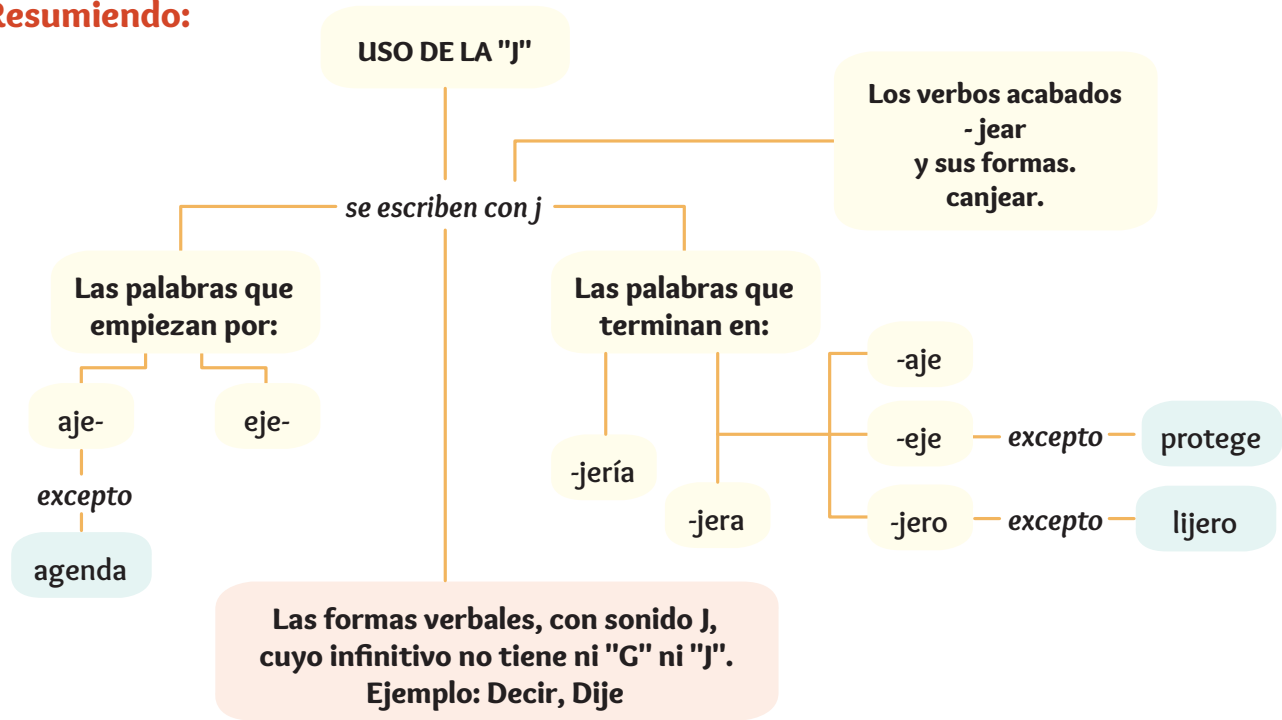 Resumiendo:
USO DE LA "J"
Los verbos acabados
- jear
y sus formas.
canjear.
se escriben con j
Las palabras que
empiezan por:
aje-
eje-
excepto
agenda
Las palabras que
terminan en:
-jería
-jera
-aje
-eje
excepto
protege
-jero
excepto
lijero
Las formas verbales, con sonido J,
cuyo infinitivo no tiene ni "G" ni "J".
Ejemplo: Decir, Dije